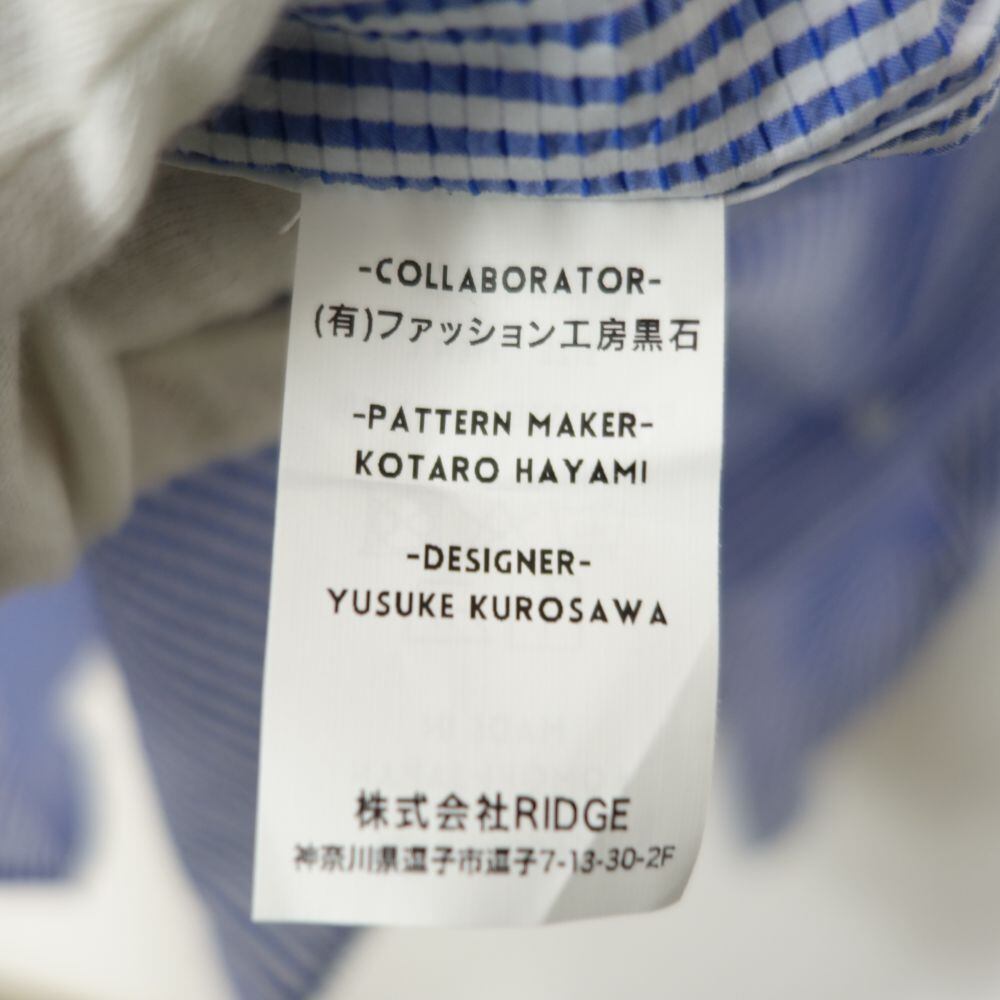 -COLLABORATOR-
(有)ファッション工房黒石
-PATTERN MAKER-
KOTARO HAYAMI
-DESIGNER-
YUSUKE KUROSAWA
株式会社RIDGE
神奈川県逗子市逗子7-13-30-2F